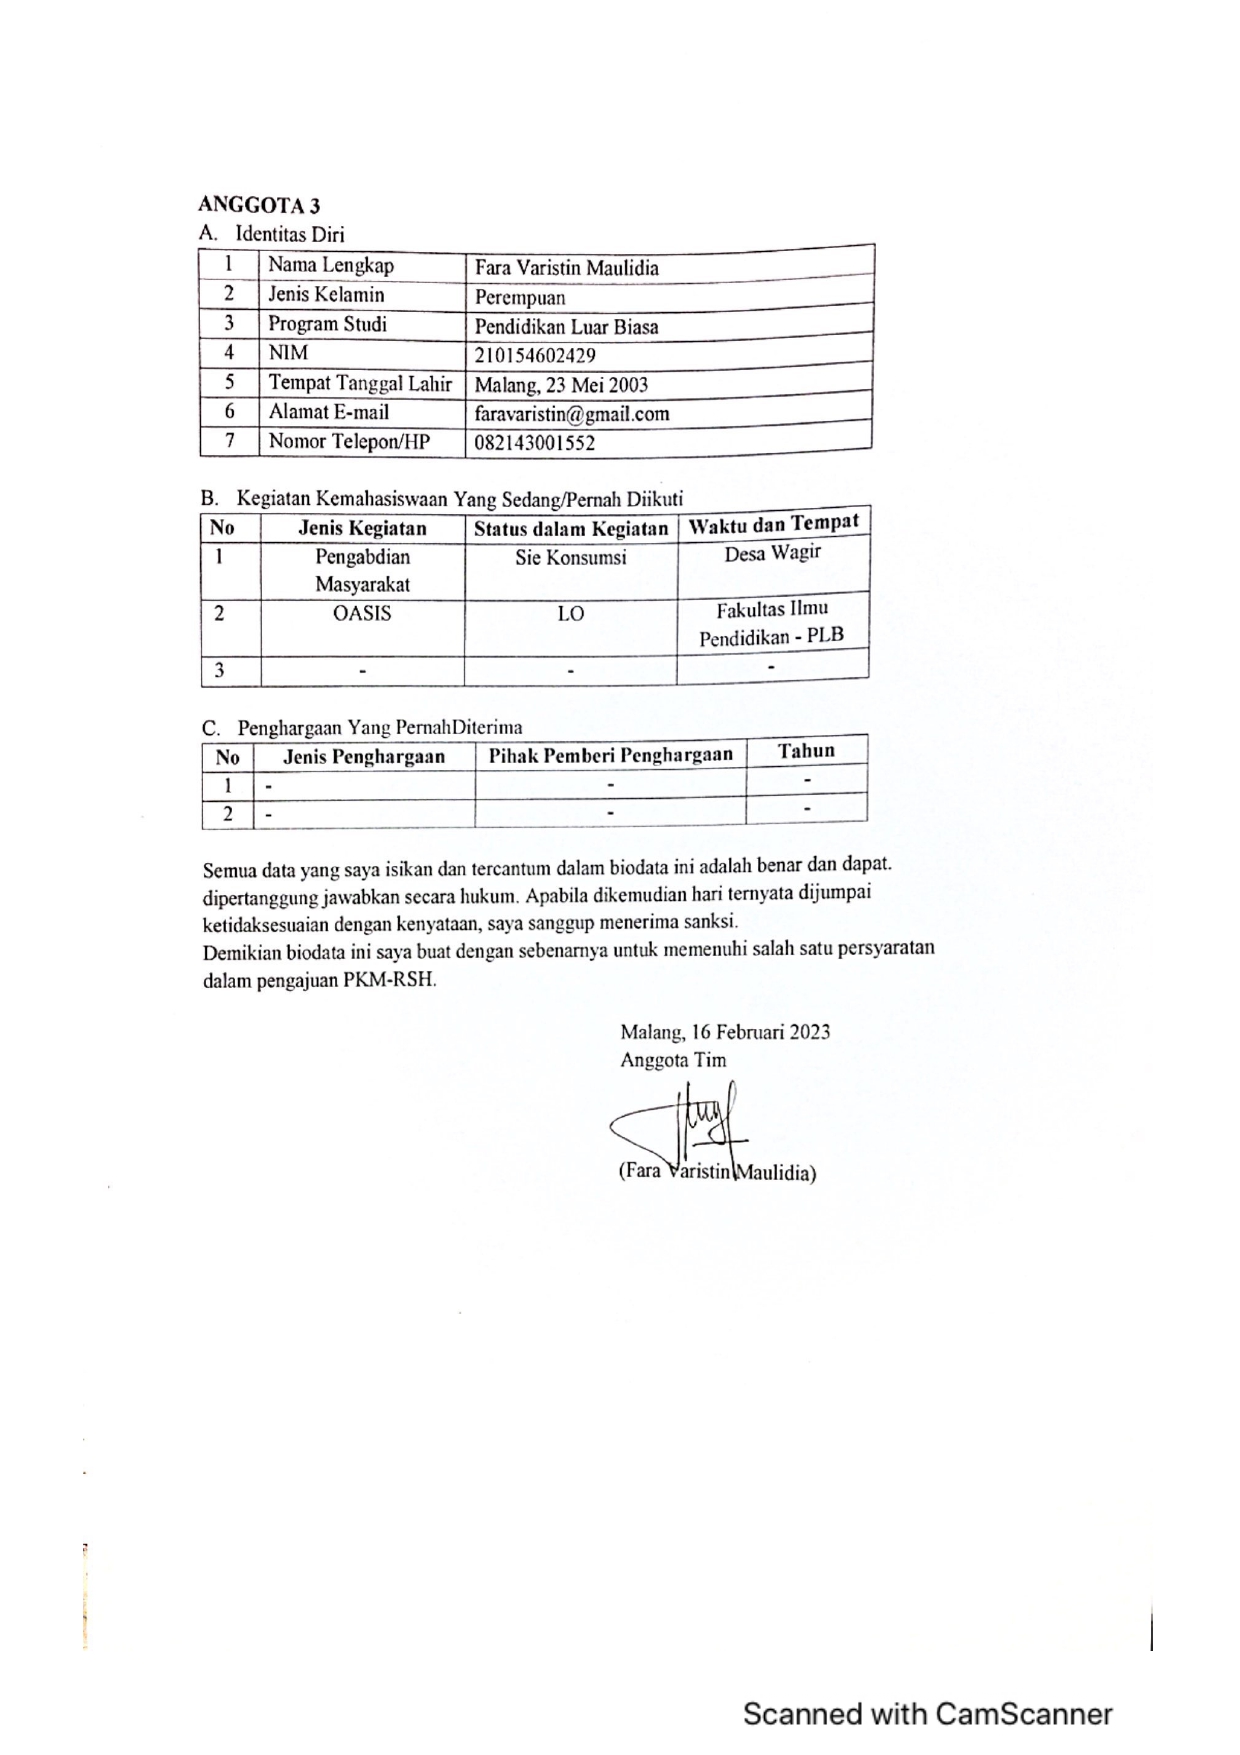 ANGGOTA 3
A. Identitas Diri
1 Nama Lengkap Fara Varistin Maulidia
2 Jenis Kelamin Perempuan
3 Program Studi Pendidikan Luar Biasa
4 NIM 210154602429
5 Tempat Tanggal Lahir Malang, 23 Mei 2003
6 Alamat E-mail faravaristin@gmail.com
7 Nomor Telepon/HP 082143001552
B. Kegiatan Kemahasiswaan Yang Sedang/Pernah Diikuti
No Jenis Kegiatan Status dalam Kegiatan Waktu dan Tempat
1 Pengabdian Sie Konsumsi Desa Wagir
Masyarakat
2 OASIS LO Fakultas Ilmu
Pendidikan - PLB
3 - - -
C. Penghargaan Yang PernahDiterima
No Jenis Penghargaan Pihak Pemberi Penghargaan Tahun
1 - - -
2 - - -
Semua data yang saya isikan dan tercantum dalam biodata ini adalah benar dan dapat.
dipertanggung jawabkan secara hukum. Apabila dikemudian hari ternyata dijumpai
ketidaksesuaian dengan kenyataan, saya sanggup menerima sanksi.
Demikian biodata ini saya buat dengan sebenarnya untuk memenuhi salah satu persyaratan
dalam pengajuan PKM-RSH.
Malang, 16 Februari 2023
Anggota Tim
(Fara Varistin Maulidia)
Scanned with CamScanner